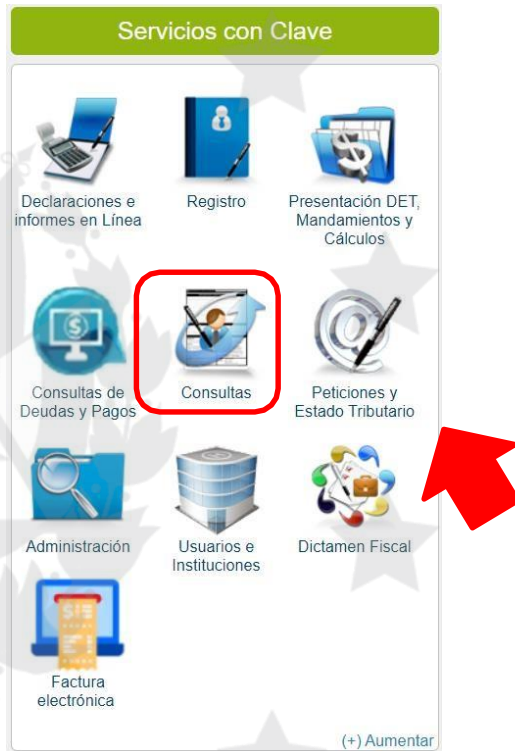 Servicios con Clave
Declaraciones e
informes en Línea
Registro
Presentación DET,
Mandamientos y
Cálculos
Consultas de
Deudas y Pagos
Consultas
Peticiones y
Estado Tributario
Administración
Usuarios e
Instituciones
Dictamen Fiscal
Factura
electrónica
(+) Aumentar